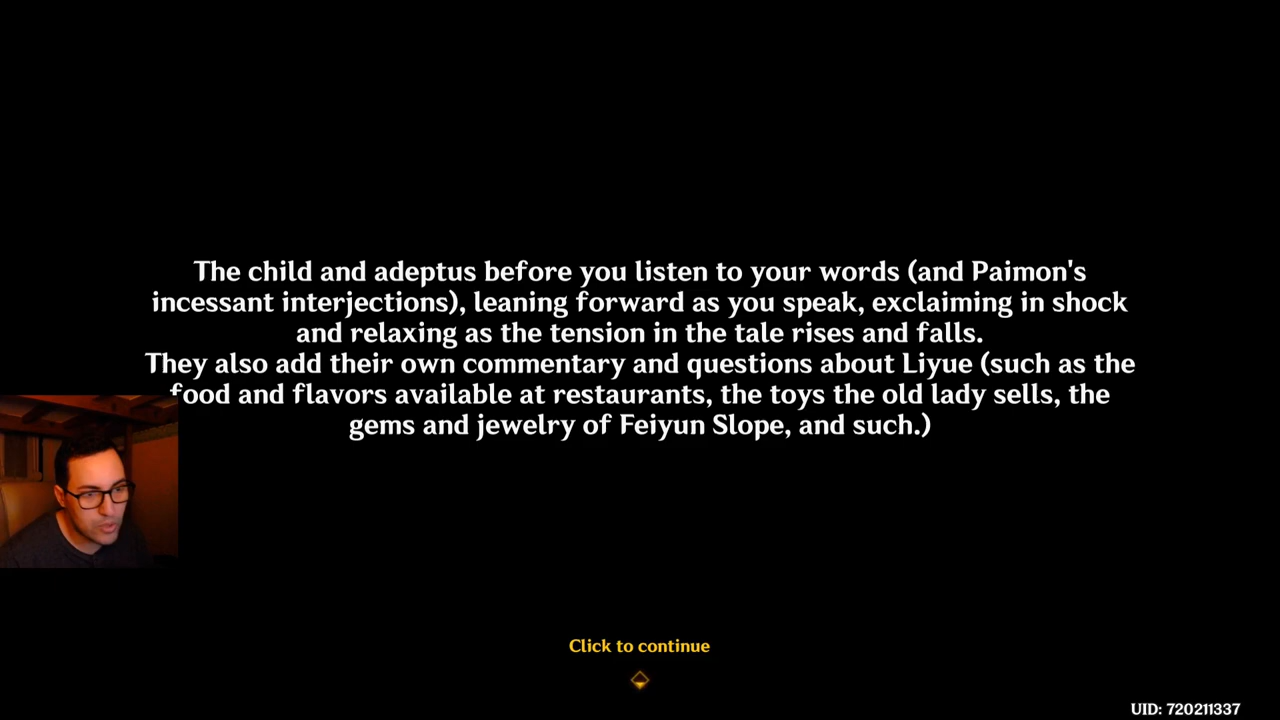 The child and adeptus before you listen to your words (and Paimon's
incessant interjections), leaning forward as you speak, exclaiming in shock
and relaxing as the tension in the tale rises and falls.
They also add their own commentary and questions about Liyue (such as the
food and flavors available at restaurants, the toys the old lady sells, the
gems and jewelry of Feiyun Slope, and such.)
Click to continue
UID: 720211337